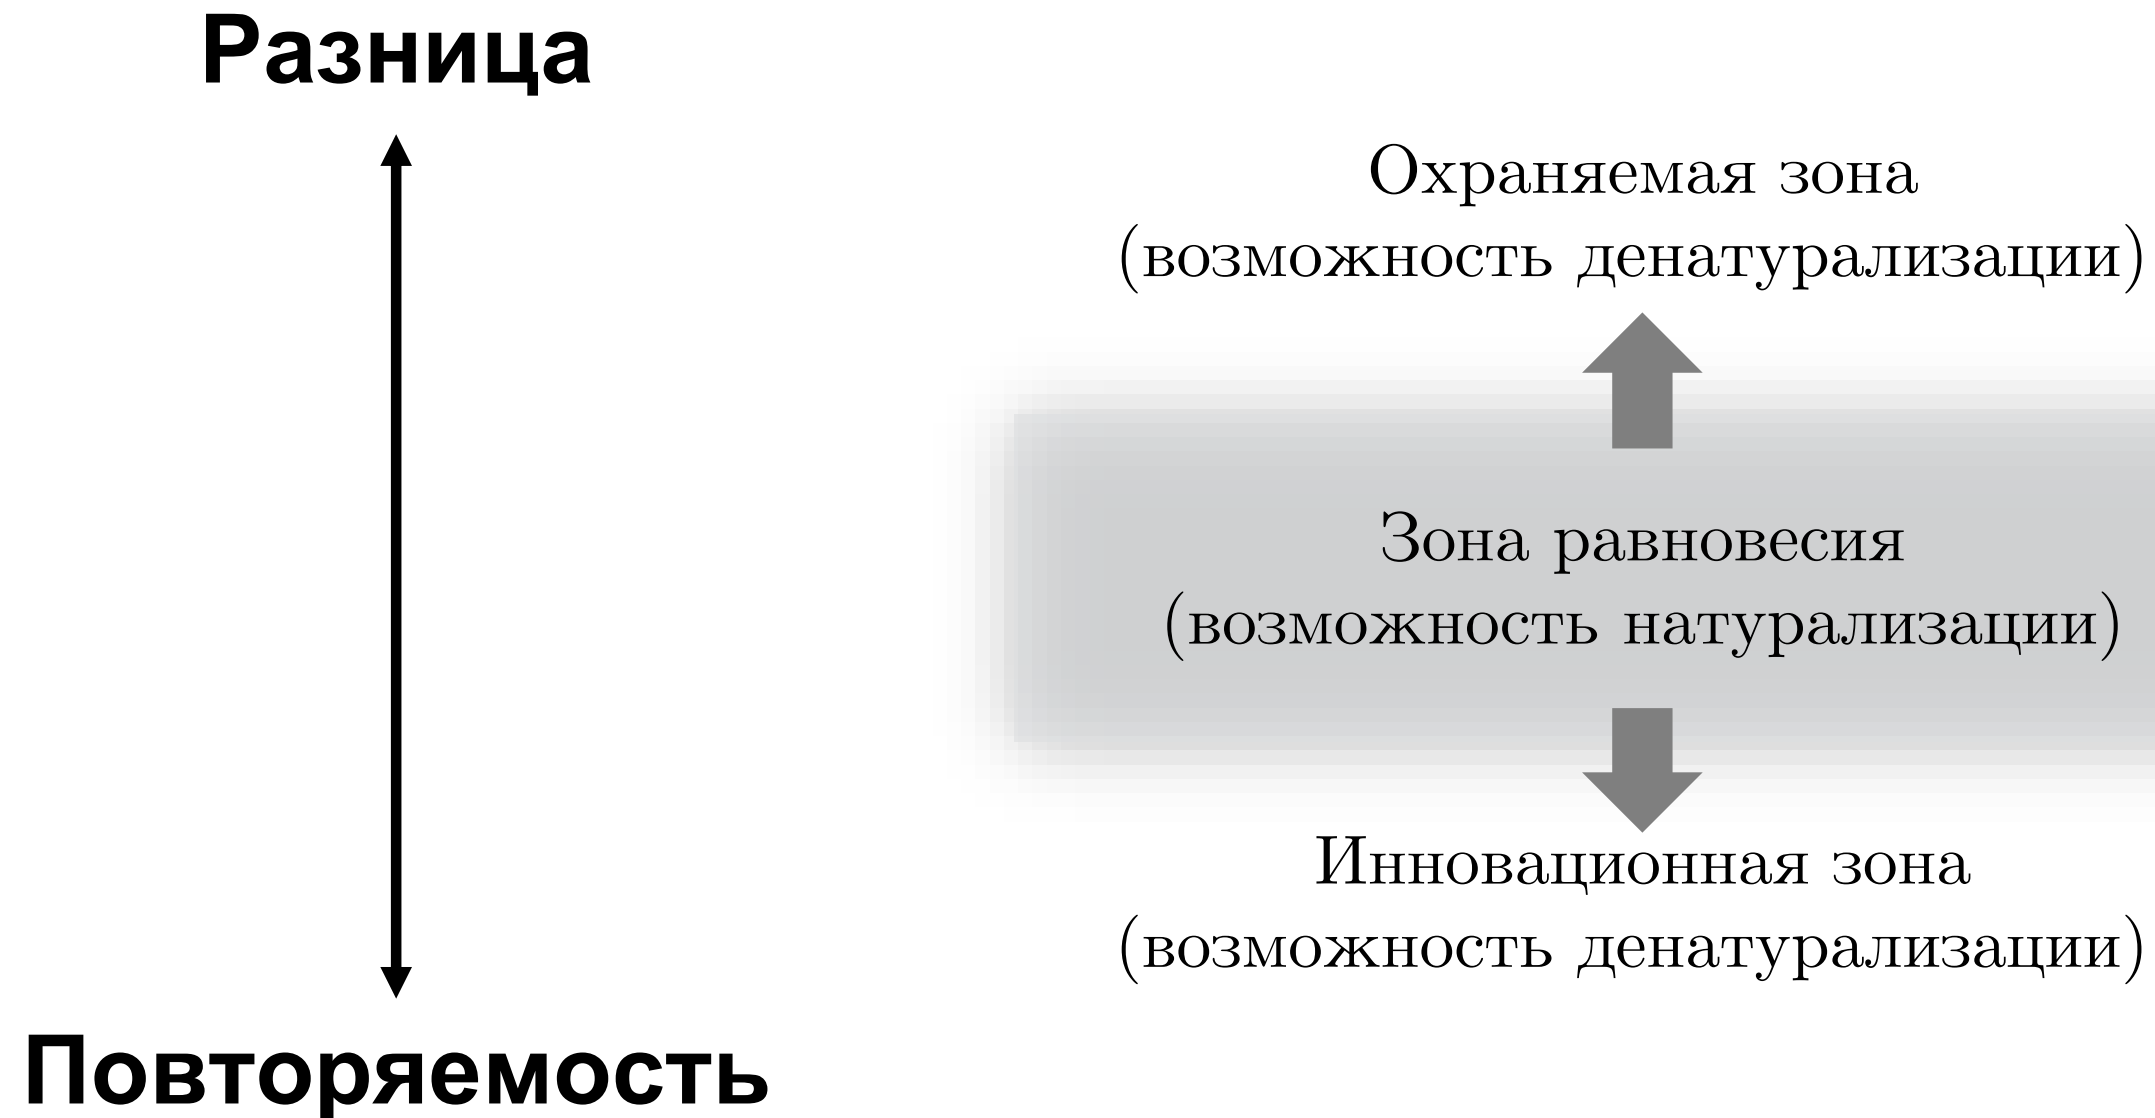 Разница
Охраняемая зона
(возможность денатурализации)
Зона равновесия
(возможность натурализации)
Инновационная зона
(возможность денатурализации)
Повторяемость